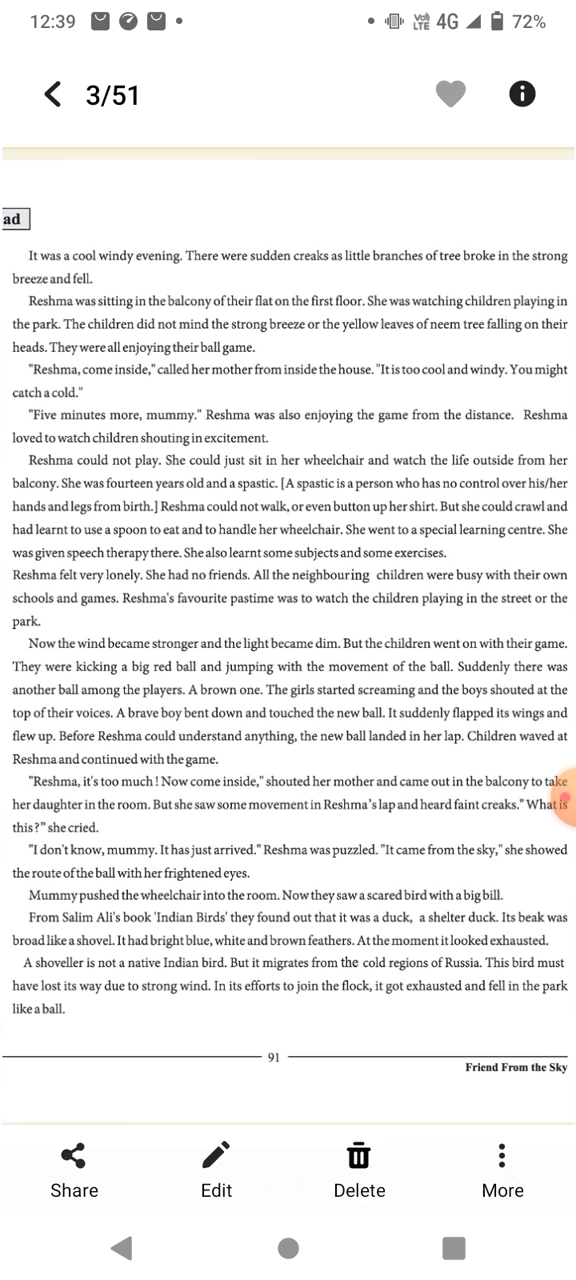 12:39
Vo) LTE 4G 72%
3/51
ad
It was a cool windy evening. There were sudden creaks as little branches of tree broke in the strong
breeze and fell.
Reshma was sitting in the balcony of their flat on the first floor. She was watching children playing in
the park. The children did not mind the strong breeze or the yellow leaves of neem tree falling on their
heads. They were all enjoying their ball game.
"Reshma, come inside," called her mother from inside the house. "It is too cool and windy. You might
catch a cold."
"Five minutes more, mummy." Reshma was also enjoying the game from the distance. Reshma
loved to watch children shouting in excitement.
Reshma could not play. She could just sit in her wheelchair and watch the life outside from her
balcony. She was fourteen years old and a spastic. [A spastic is a person who has no control over his/her
hands and legs from birth.] Reshma could not walk, or even button up her shirt. But she could crawl and
had learnt to use a spoon to eat and to handle her wheelchair. She went to a special learning centre. She
was given speech therapy there. She also learnt some subjects and some exercises.
Reshma felt very lonely. She had no friends. All the neighbouring children were busy with their own
schools and games. Reshma's favourite pastime was to watch the children playing in the street or the
park.
Now the wind became stronger and the light became dim. But the children went on with their game.
They were kicking a big red ball and jumping with the movement of the ball. Suddenly there was
another ball among the players. A brown one. The girls started screaming and the boys shouted at the
top of their voices. A brave boy bent down and touched the new ball. It suddenly flapped its wings and
flew up. Before Reshma could understand anything, the new ball landed in her lap. Children waved at
Reshma and continued with the game.
"Reshma, it's too much! Now come inside," shouted her mother and came out in the balcony to take
her daughter in the room. But she saw some movement in Reshma's lap and heard faint creaks." What is
this?" she cried.
"I don't know, mummy. It has just arrived." Reshma was puzzled. "It came from the sky," she showed
the route of the ball with her frightened eyes.
Mummy pushed the wheelchair into the room. Now they saw a scared bird with a big bill.
From Salim Ali's book 'Indian Birds' they found out that it was a duck, a shelter duck. Its beak was
broad like a shovel. It had bright blue, white and brown feathers. At the moment it looked exhausted.
A shoveller is not a native Indian bird. But it migrates from the cold regions of Russia. This bird must
have lost its way due to strong wind. In its efforts to join the flock, it got exhausted and fell in the park
like a ball.
91
Friend From the Sky
Share Edit Delete More